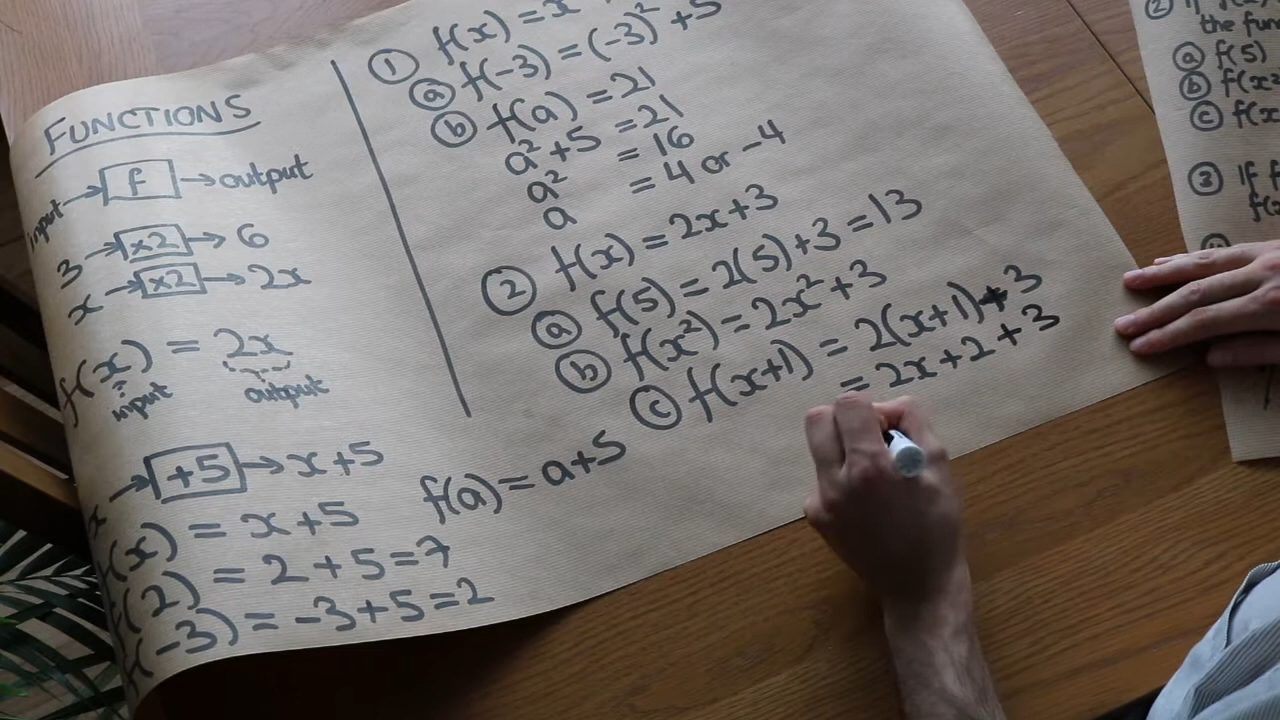 FUNCTIONS
input → f → output
3 → ×2 → 6
x → ×2 → 2x
f(x) = 2x
input output
x → +5 → x+5
f(x) = x+5
f(2) = 2+5=7
f(-3) = -3+5=2
f(a) = a+5
① f(x) = x
ⓐ f(-3) = (-3)² +5
ⓑ f(a) = 21
a²+5 = 21
a² = 16
a = 4 or -4
② f(x) = 2x+3
ⓐ f(5) = 2(5)+3 = 13
ⓑ f(x²) = 2x²+3
ⓒ f(x+1) = 2(x+1)+3
= 2x+2+3
② If
the
ⓐ f(5)
ⓑ
ⓒ
③ If f